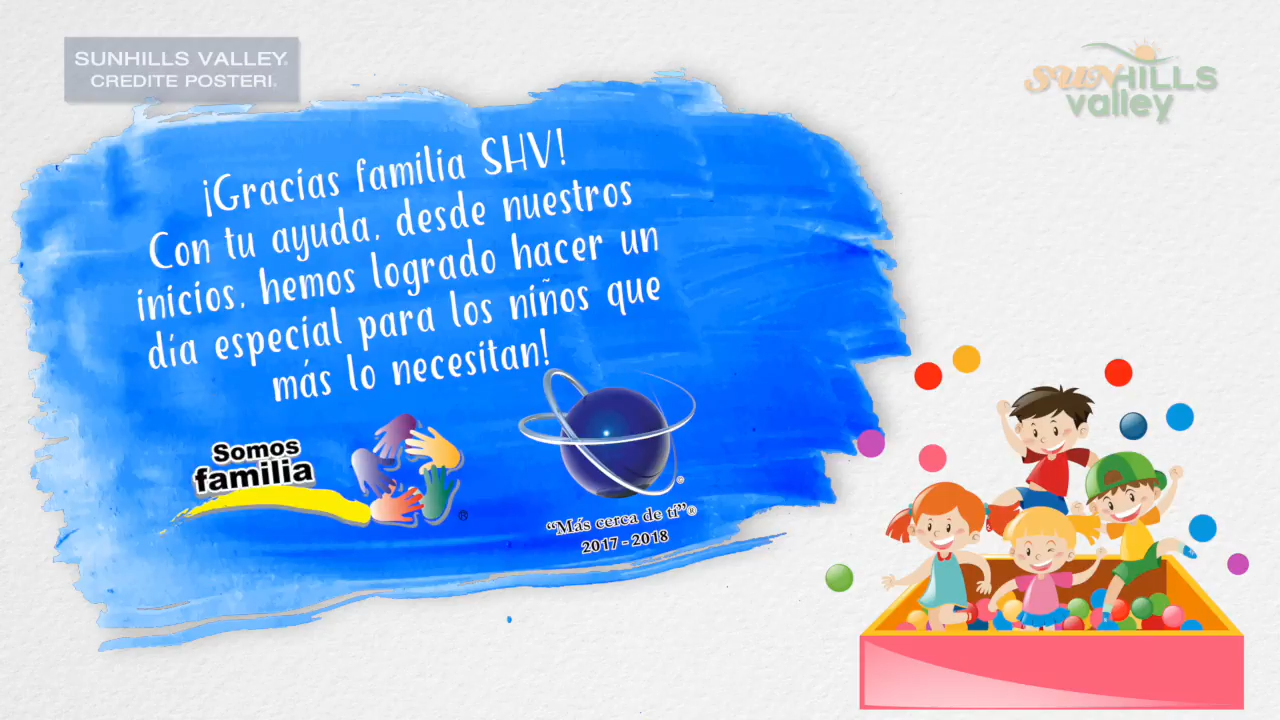 SUNHILLS VALLEY®
CREDITE POSTERI®
SUNHILLS
valley
¡Gracias familia SHV!
Con tu ayuda, desde nuestros
inicios, hemos logrado hacer un
día especial para los niños que
más lo necesitan!
Somos
familia
®
©
“Más cerca de ti”®
2017 - 2018